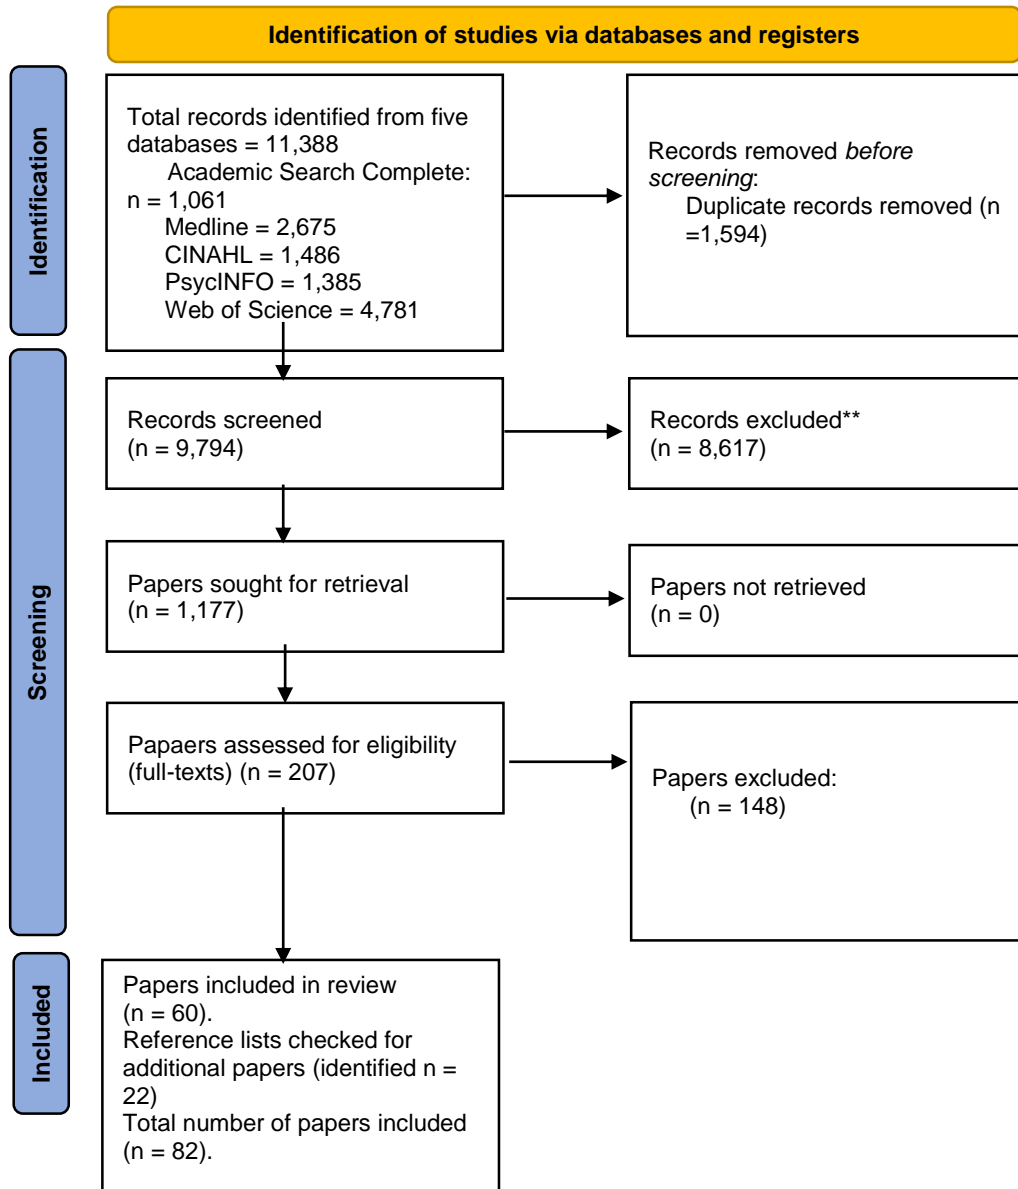 Identification of studies via databases and registers
Identification
Total records identified from five
databases = 11,388
Academic Search Complete:
n = 1,061
Medline = 2,675
CINAHL = 1,486
PsycINFO = 1,385
Web of Science = 4,781
Records removed before
screening:
Duplicate records removed (n
=1,594)
Screening
Records screened
(n = 9,794)
Records excluded**
(n = 8,617)
Papers sought for retrieval
(n = 1,177)
Papers not retrieved
(n = 0)
Papaers assessed for eligibility
(full-texts) (n = 207)
Papers excluded:
(n = 148)
Included
Papers included in review
(n = 60).
Reference lists checked for
additional papers (identified n =
22)
Total number of papers included
(n = 82).